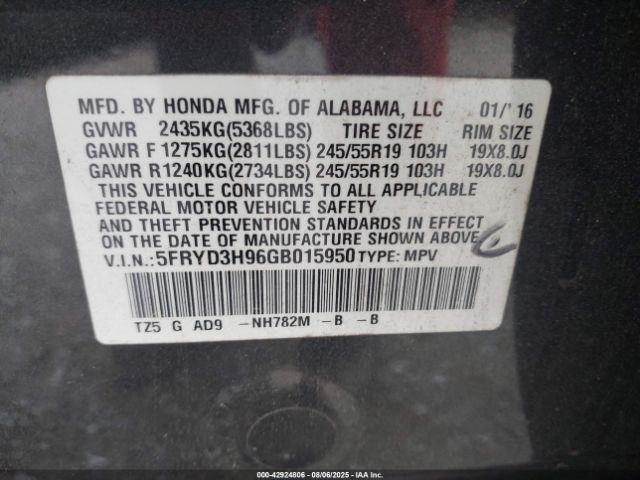 MFD. BY HONDA MFG. OF ALABAMA, LLC 01/'16
GVWR 2435KG(5368LBS) TIRE SIZE RIM SIZE
GAWR F 1275KG(2811LBS) 245/55R19 103H 19X8.0J
GAWR R1240KG(2734LBS) 245/55R19 103H 19X8.0J
THIS VEHICLE CONFORMS TO ALL APPLICABLE
FEDERAL MOTOR VEHICLE SAFETY
AND THEFT PREVENTION STANDARDS IN EFFECT
ON THE DATE OF MANUFACTURE SHOWN ABOVE
V.I.N.:5FRYD3H96GB015950 TYPE: MPV
TZ5 G AD9 -NH782M -B -B
000-42924806 - 08/06/2025 - IAA Inc.